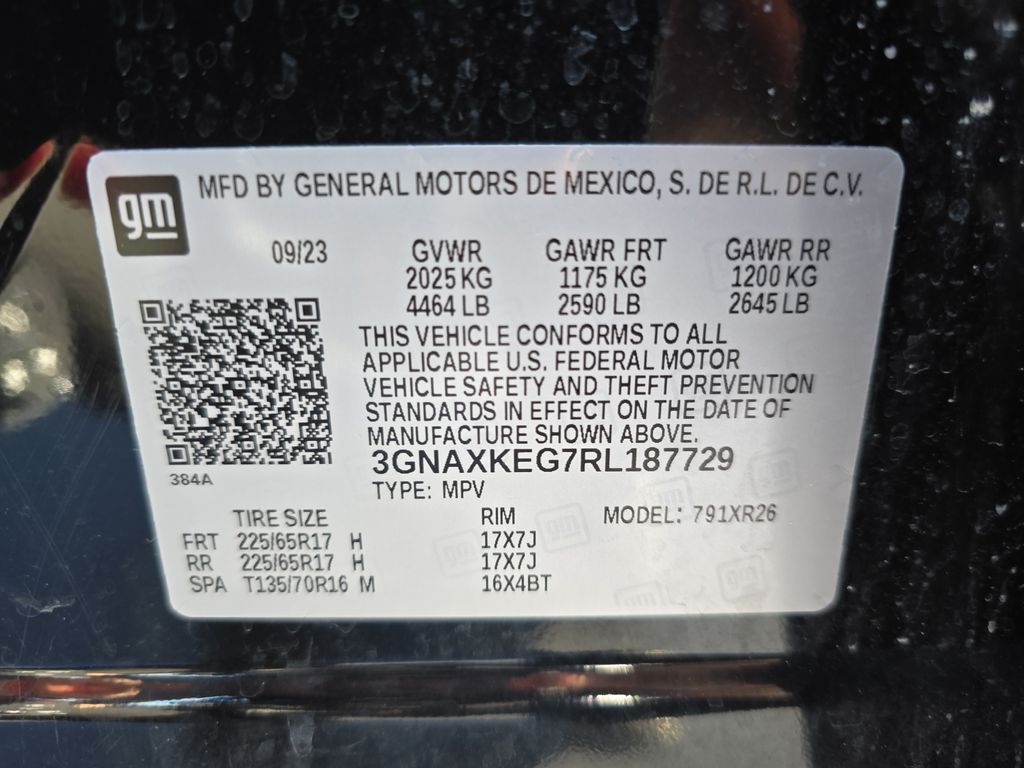 gm
MFD BY GENERAL MOTORS DE MEXICO, S. DE R.L. DE C.V.
09/23 GVWR GAWR FRT GAWR RR
2025 KG 1175 KG 1200 KG
4464 LB 2590 LB 2645 LB
THIS VEHICLE CONFORMS TO ALL
APPLICABLE U.S. FEDERAL MOTOR
VEHICLE SAFETY AND THEFT PREVENTION
STANDARDS IN EFFECT ON THE DATE OF
MANUFACTURE SHOWN ABOVE.
3GNAXKEG7RL187729
384A
TYPE: MPV
TIRE SIZE RIM MODEL: 791XR26
FRT 225/65R17 H 17X7J
RR 225/65R17 H 17X7J
SPA T135/70R16 M 16X4BT